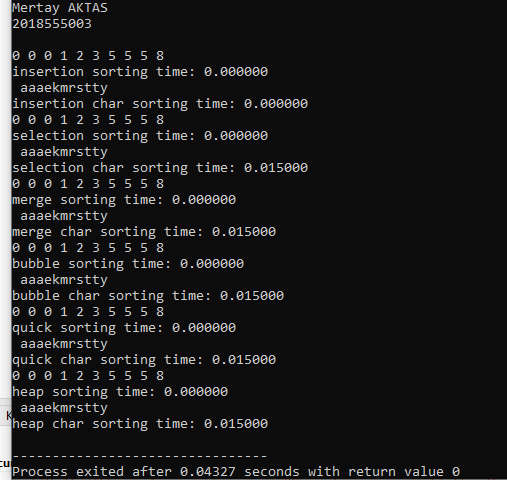 Mertay AKTAS
2018555003
0 0 0 1 2 3 5 5 5 8
insertion sorting time: 0.000000
aaaekmrstty
insertion char sorting time: 0.000000
0 0 0 1 2 3 5 5 5 8
selection sorting time: 0.000000
aaaekmrstty
selection char sorting time: 0.015000
0 0 0 1 2 3 5 5 5 8
merge sorting time: 0.000000
aaaekmrstty
merge char sorting time: 0.015000
0 0 0 1 2 3 5 5 5 8
bubble sorting time: 0.000000
aaaekmrstty
bubble char sorting time: 0.015000
0 0 0 1 2 3 5 5 5 8
quick sorting time: 0.000000
aaaekmrstty
quick char sorting time: 0.015000
0 0 0 1 2 3 5 5 5 8
heap sorting time: 0.000000
aaaekmrstty
heap char sorting time: 0.015000
--------------------------------
Process exited after 0.04327 seconds with return value 0